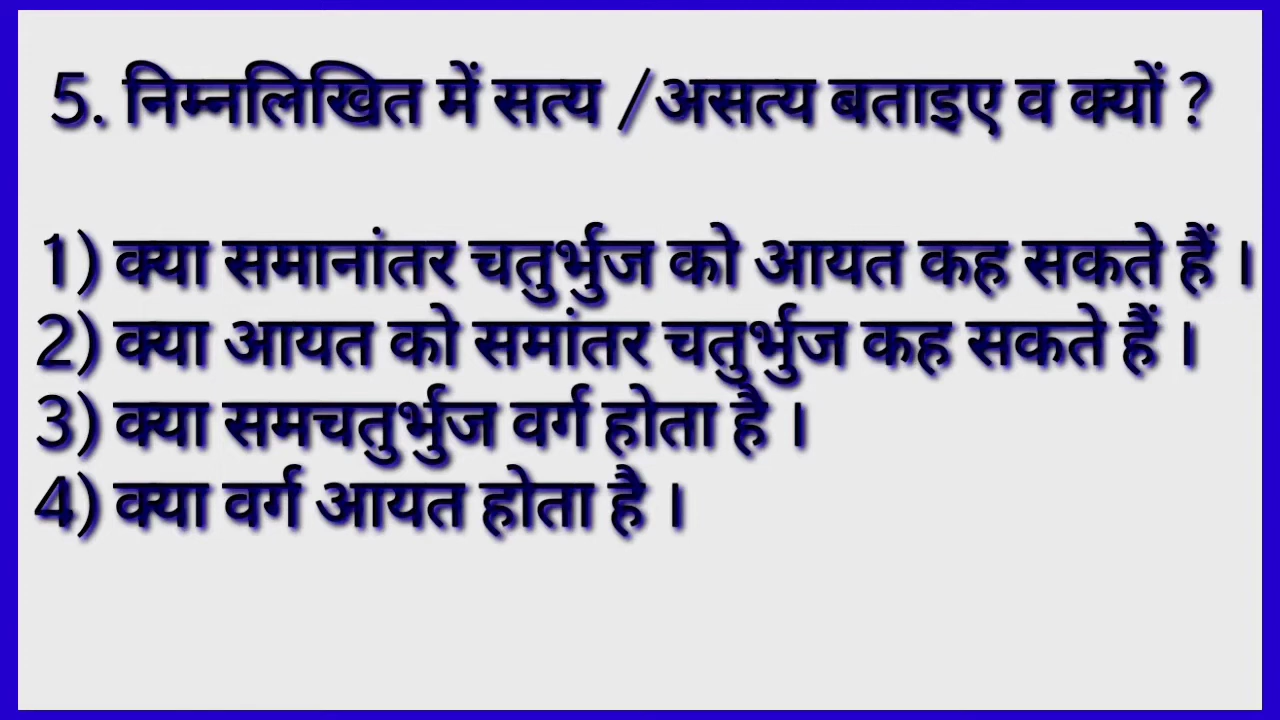 5. निम्नलिखित में सत्य /असत्य बताइए व क्यों ?
1) क्या समानांतर चतुर्भुज को आयत कह सकते हैं ।
2) क्या आयत को समांतर चतुर्भुज कह सकते हैं ।
3) क्या समचतुर्भुज वर्ग होता है ।
4) क्या वर्ग आयत होता है ।